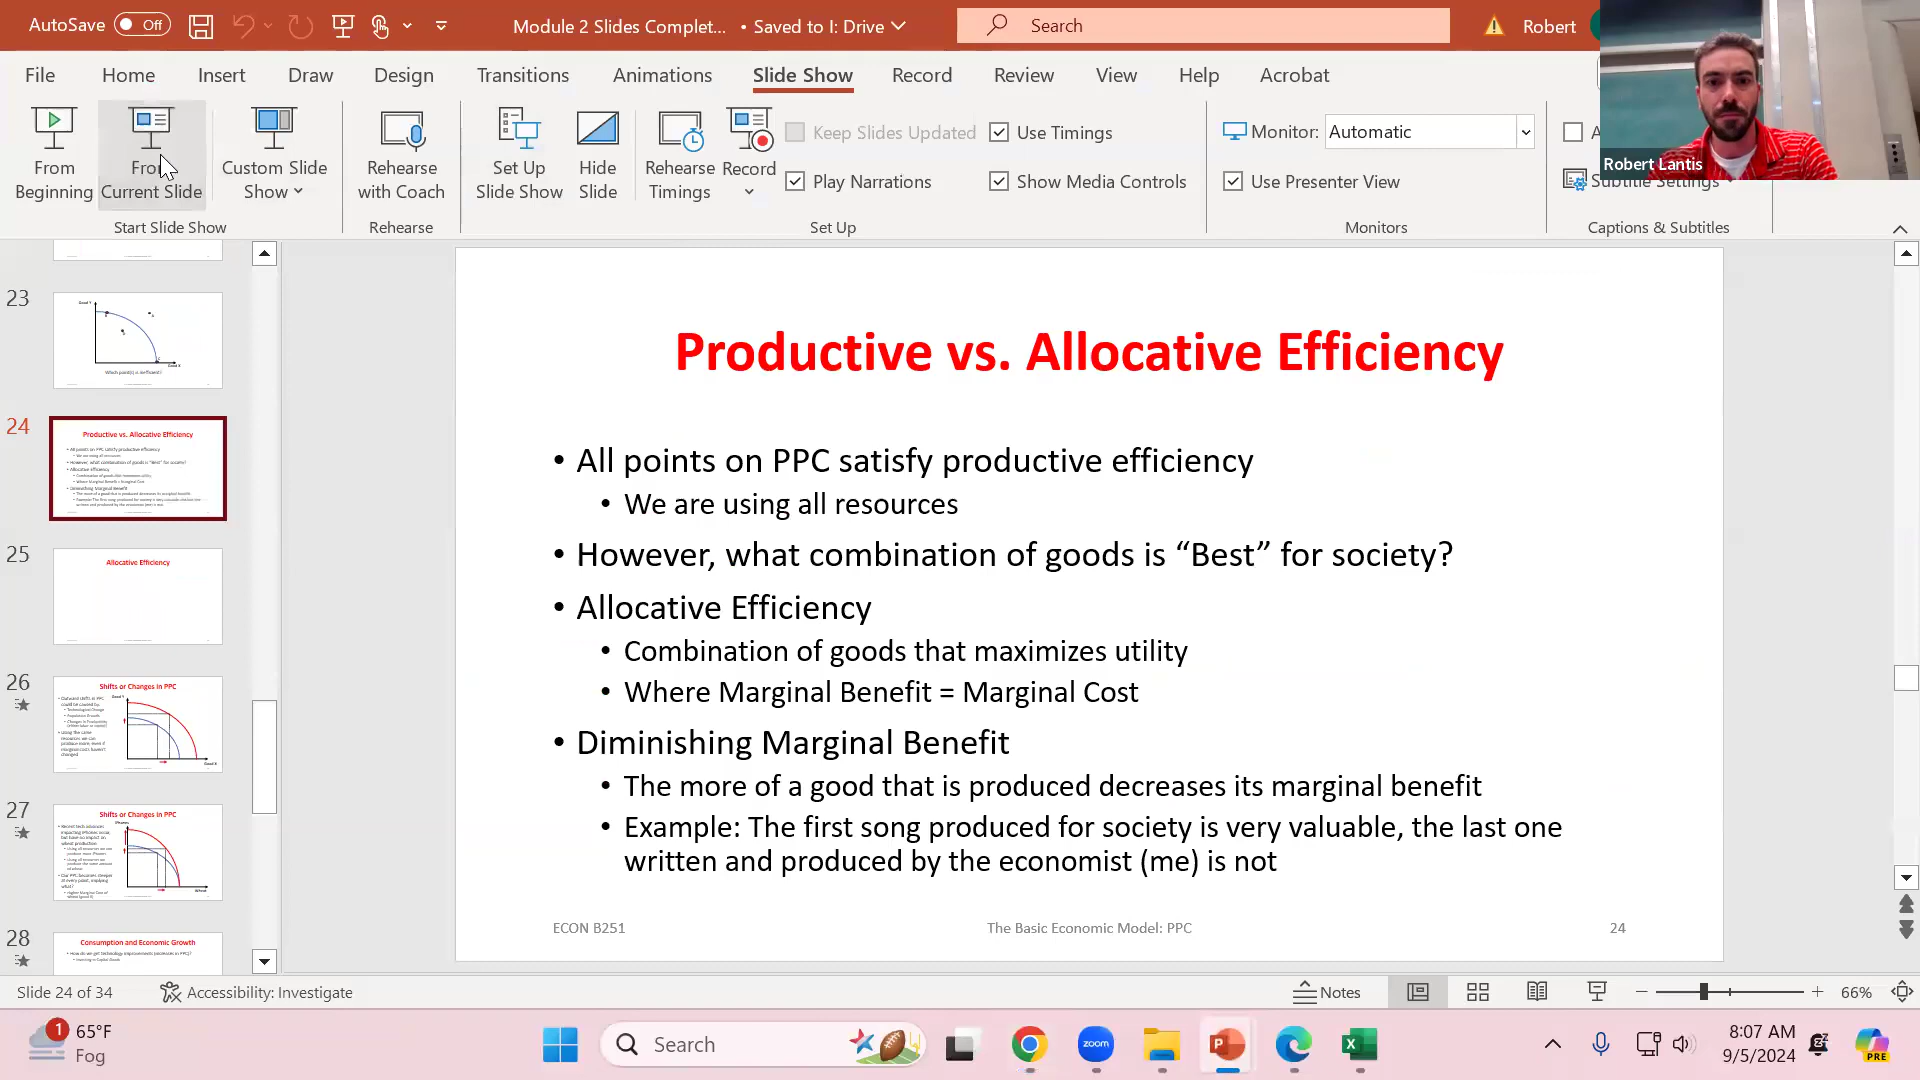 AutoSave Off
Module 2 Slides Complet... • Saved to I: Drive
Search
Robert
File Home Insert Draw Design Transitions Animations Slide Show Record Review View Help Acrobat
From Beginning
Current Slide
Custom Slide Show
Start Slide Show
Rehearse with Coach
Rehearse
Set Up Slide Show
Hide Slide
Rehearse Timings
Record
Keep Slides Updated
Use Timings
Play Narrations
Show Media Controls
Set Up
Monitor: Automatic
Use Presenter View
Monitors
Subtitle Settings
Captions & Subtitles
Robert Lantis
23
24
25
Allocative Efficiency
26
Shifts or Changes in PPC
27
Shifts or Changes in PPC
28
Consumption and Economic Growth
Productive vs. Allocative Efficiency
• All points on PPC satisfy productive efficiency
• We are using all resources
• However, what combination of goods is “Best” for society?
• Allocative Efficiency
• Combination of goods that maximizes utility
• Where Marginal Benefit = Marginal Cost
• Diminishing Marginal Benefit
• The more of a good that is produced decreases its marginal benefit
• Example: The first song produced for society is very valuable, the last one
written and produced by the economist (me) is not
ECON B251
The Basic Economic Model: PPC
24
Slide 24 of 34
Accessibility: Investigate
Notes
66%
1
65°F
Fog
Search
zoom
8:07 AM
9/5/2024
PRE